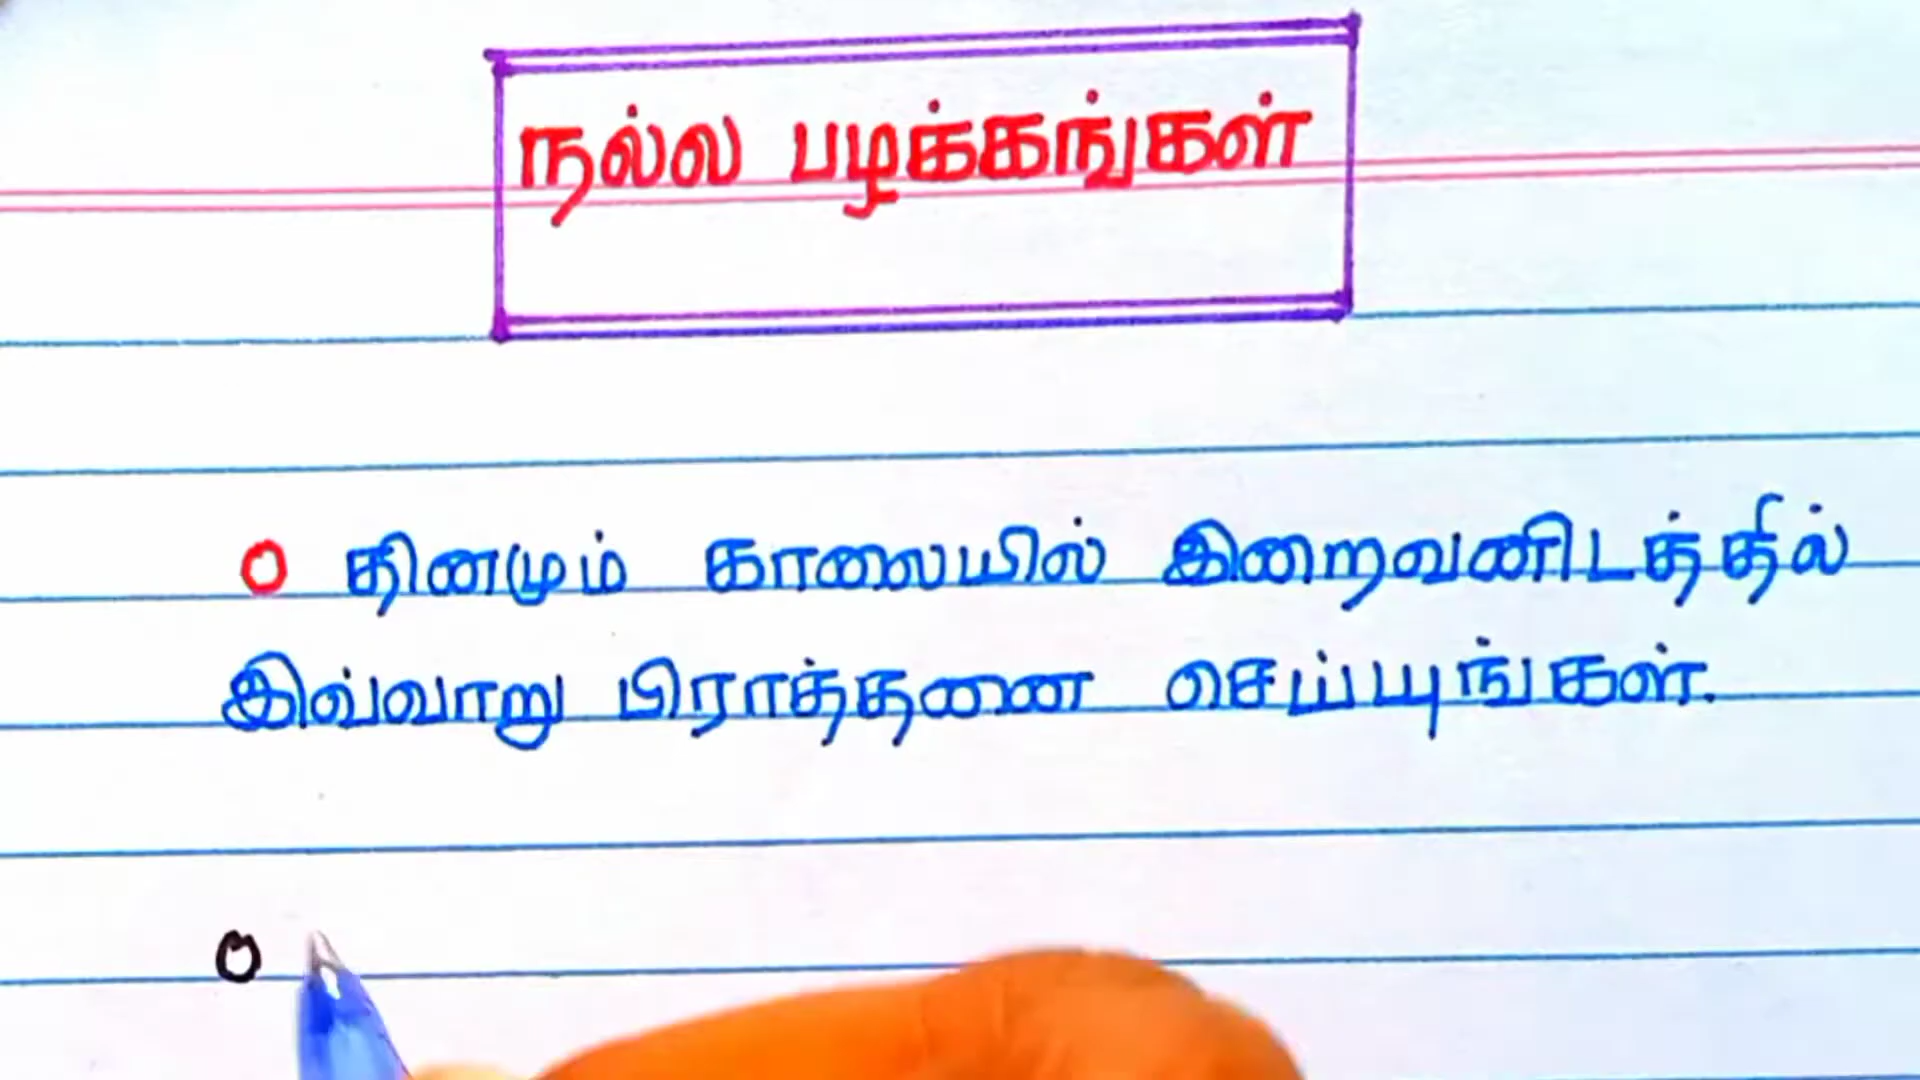 நல்ல பழக்கங்கள்
o தினமும் காலையில் இறைவனிடத்தில்
இவ்வாறு பிராத்தனை செய்யுங்கள்.
o